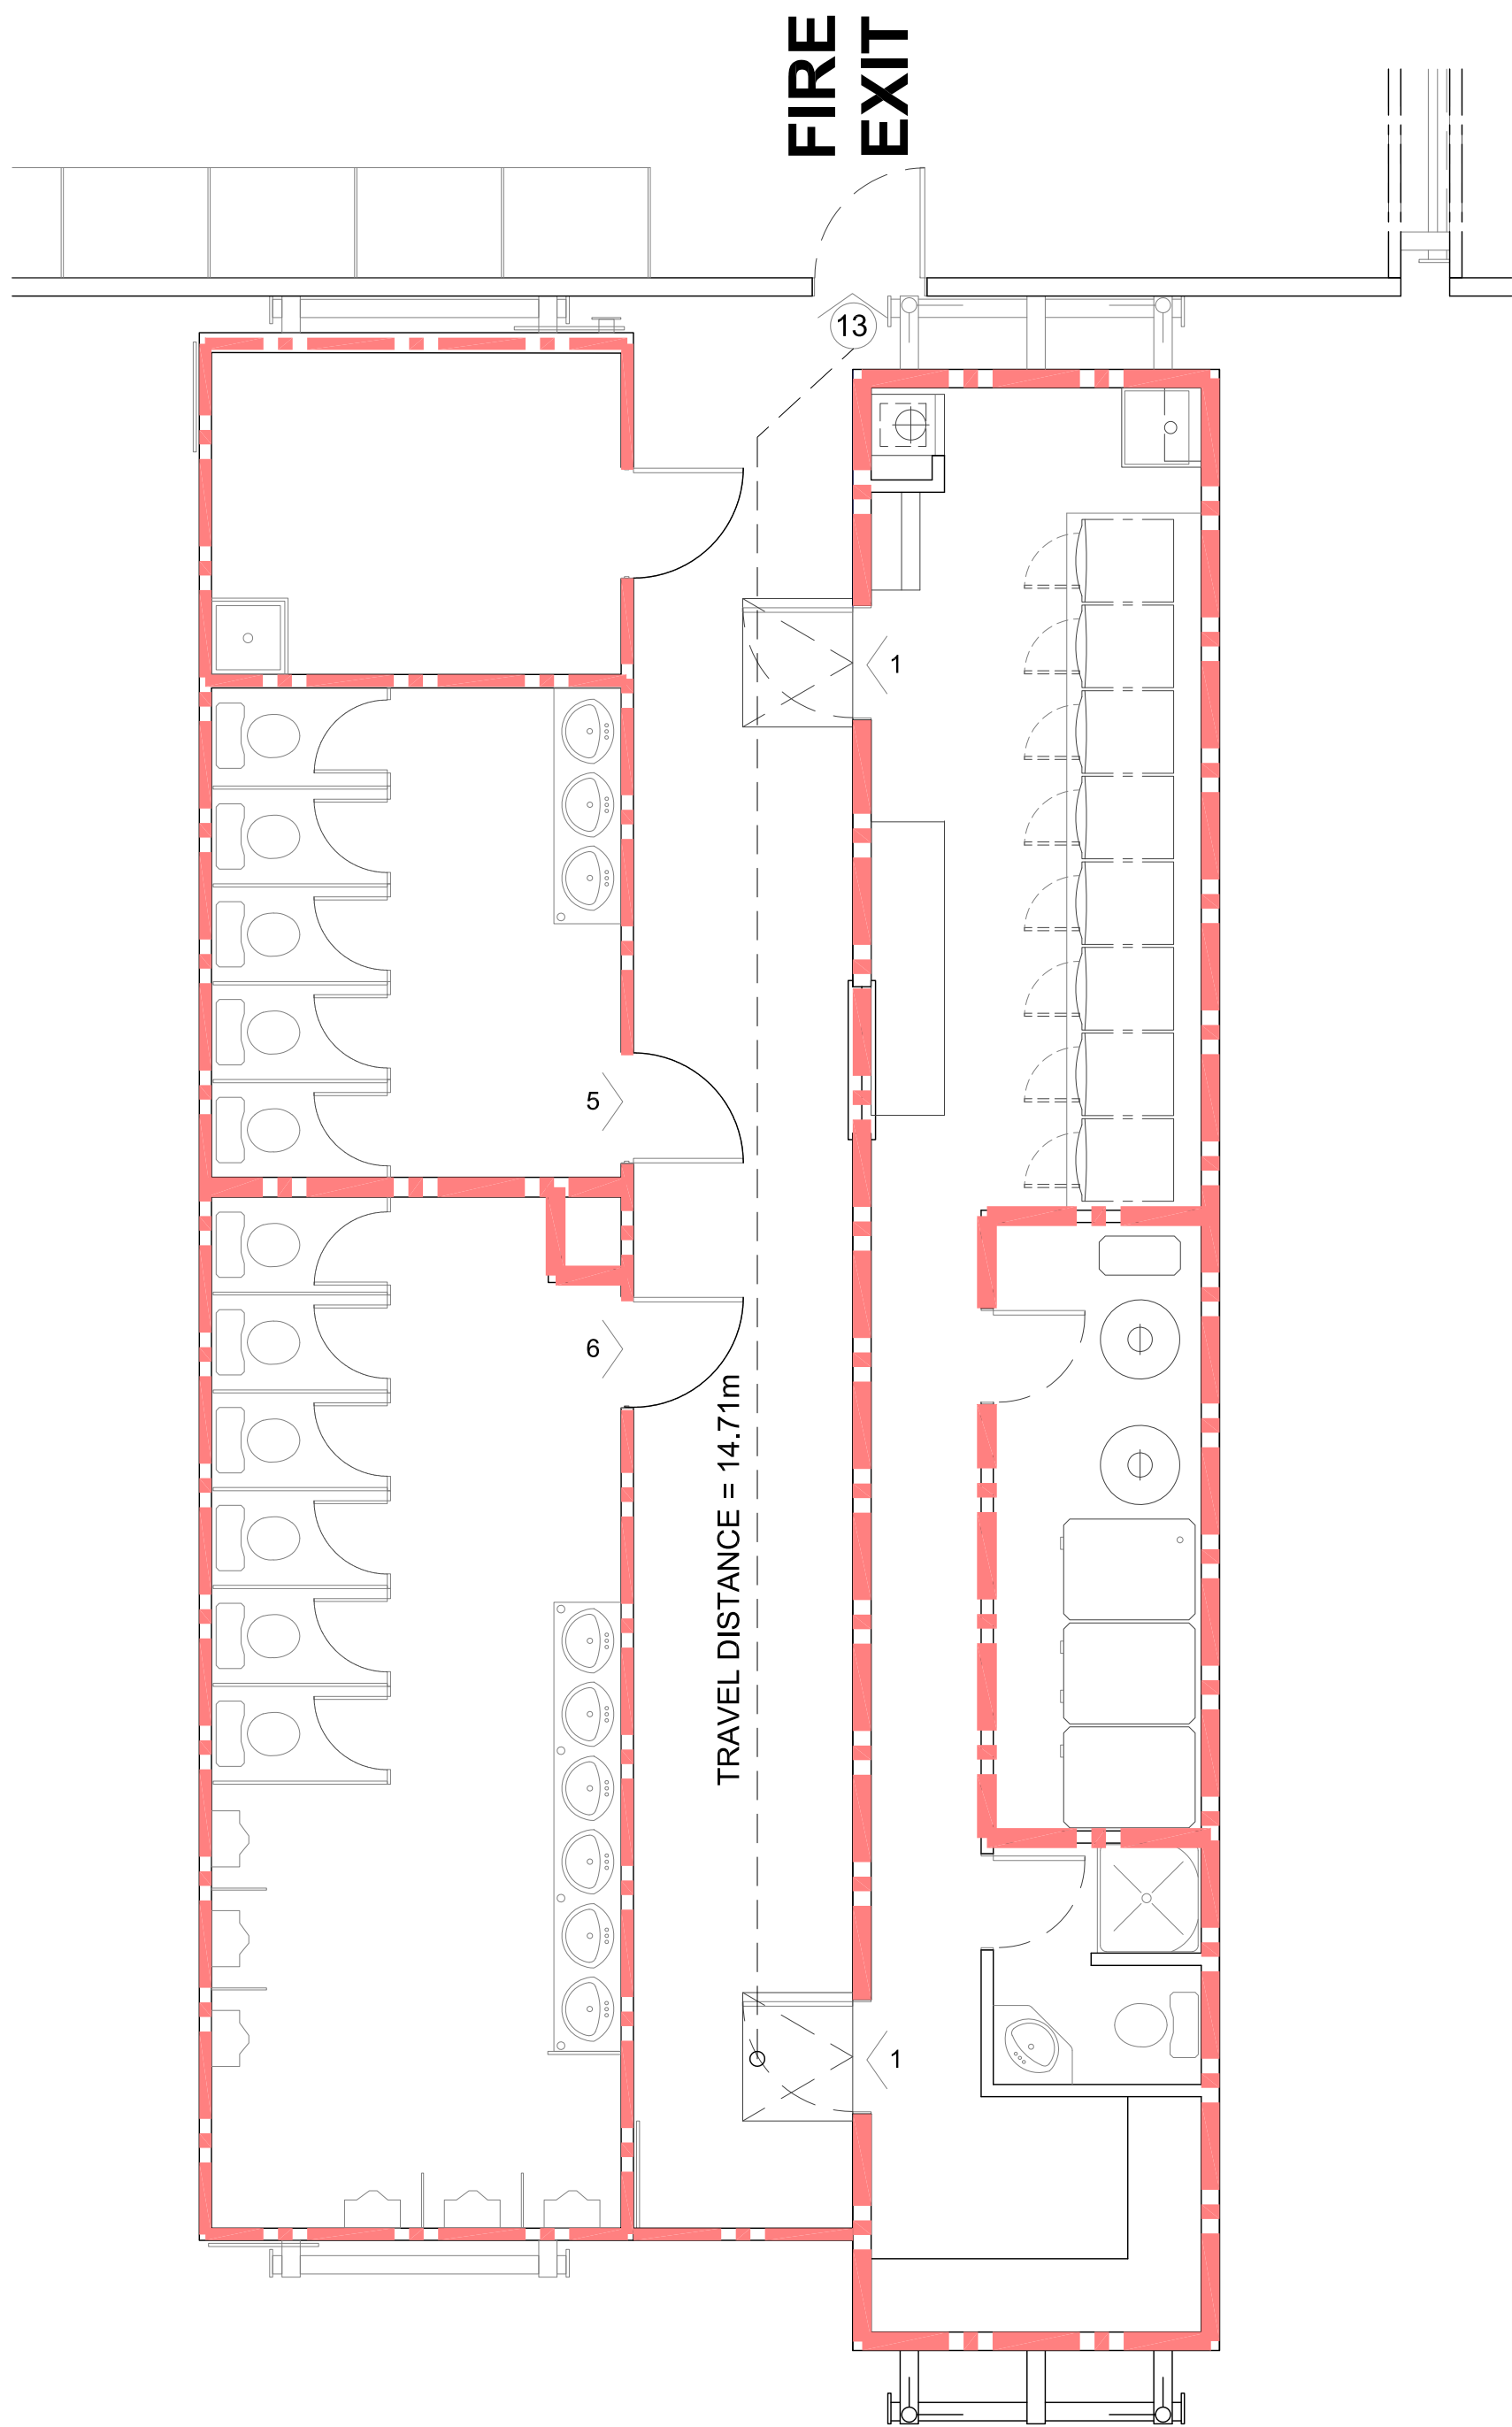 FIRE
EXIT
13
1
5
6
TRAVEL DISTANCE = 14.71m
1